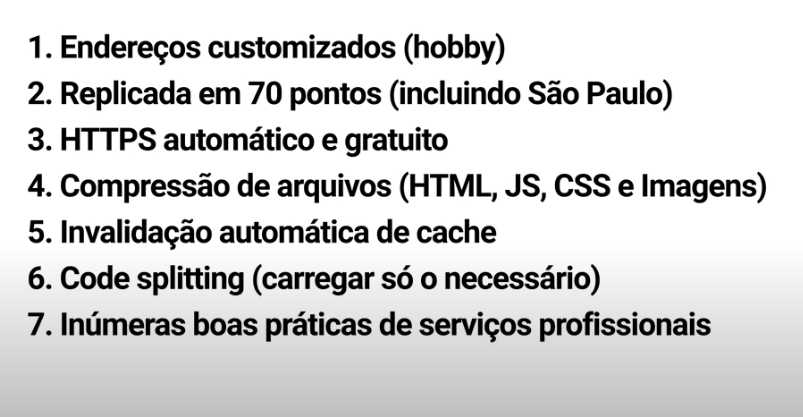 1. Endereços customizados (hobby)
2. Replicada em 70 pontos (incluindo São Paulo)
3. HTTPS automático e gratuito
4. Compressão de arquivos (HTML, JS, CSS e Imagens)
5. Invalidação automática de cache
6. Code splitting (carregar só o necessário)
7. Inúmeras boas práticas de serviços profissionais